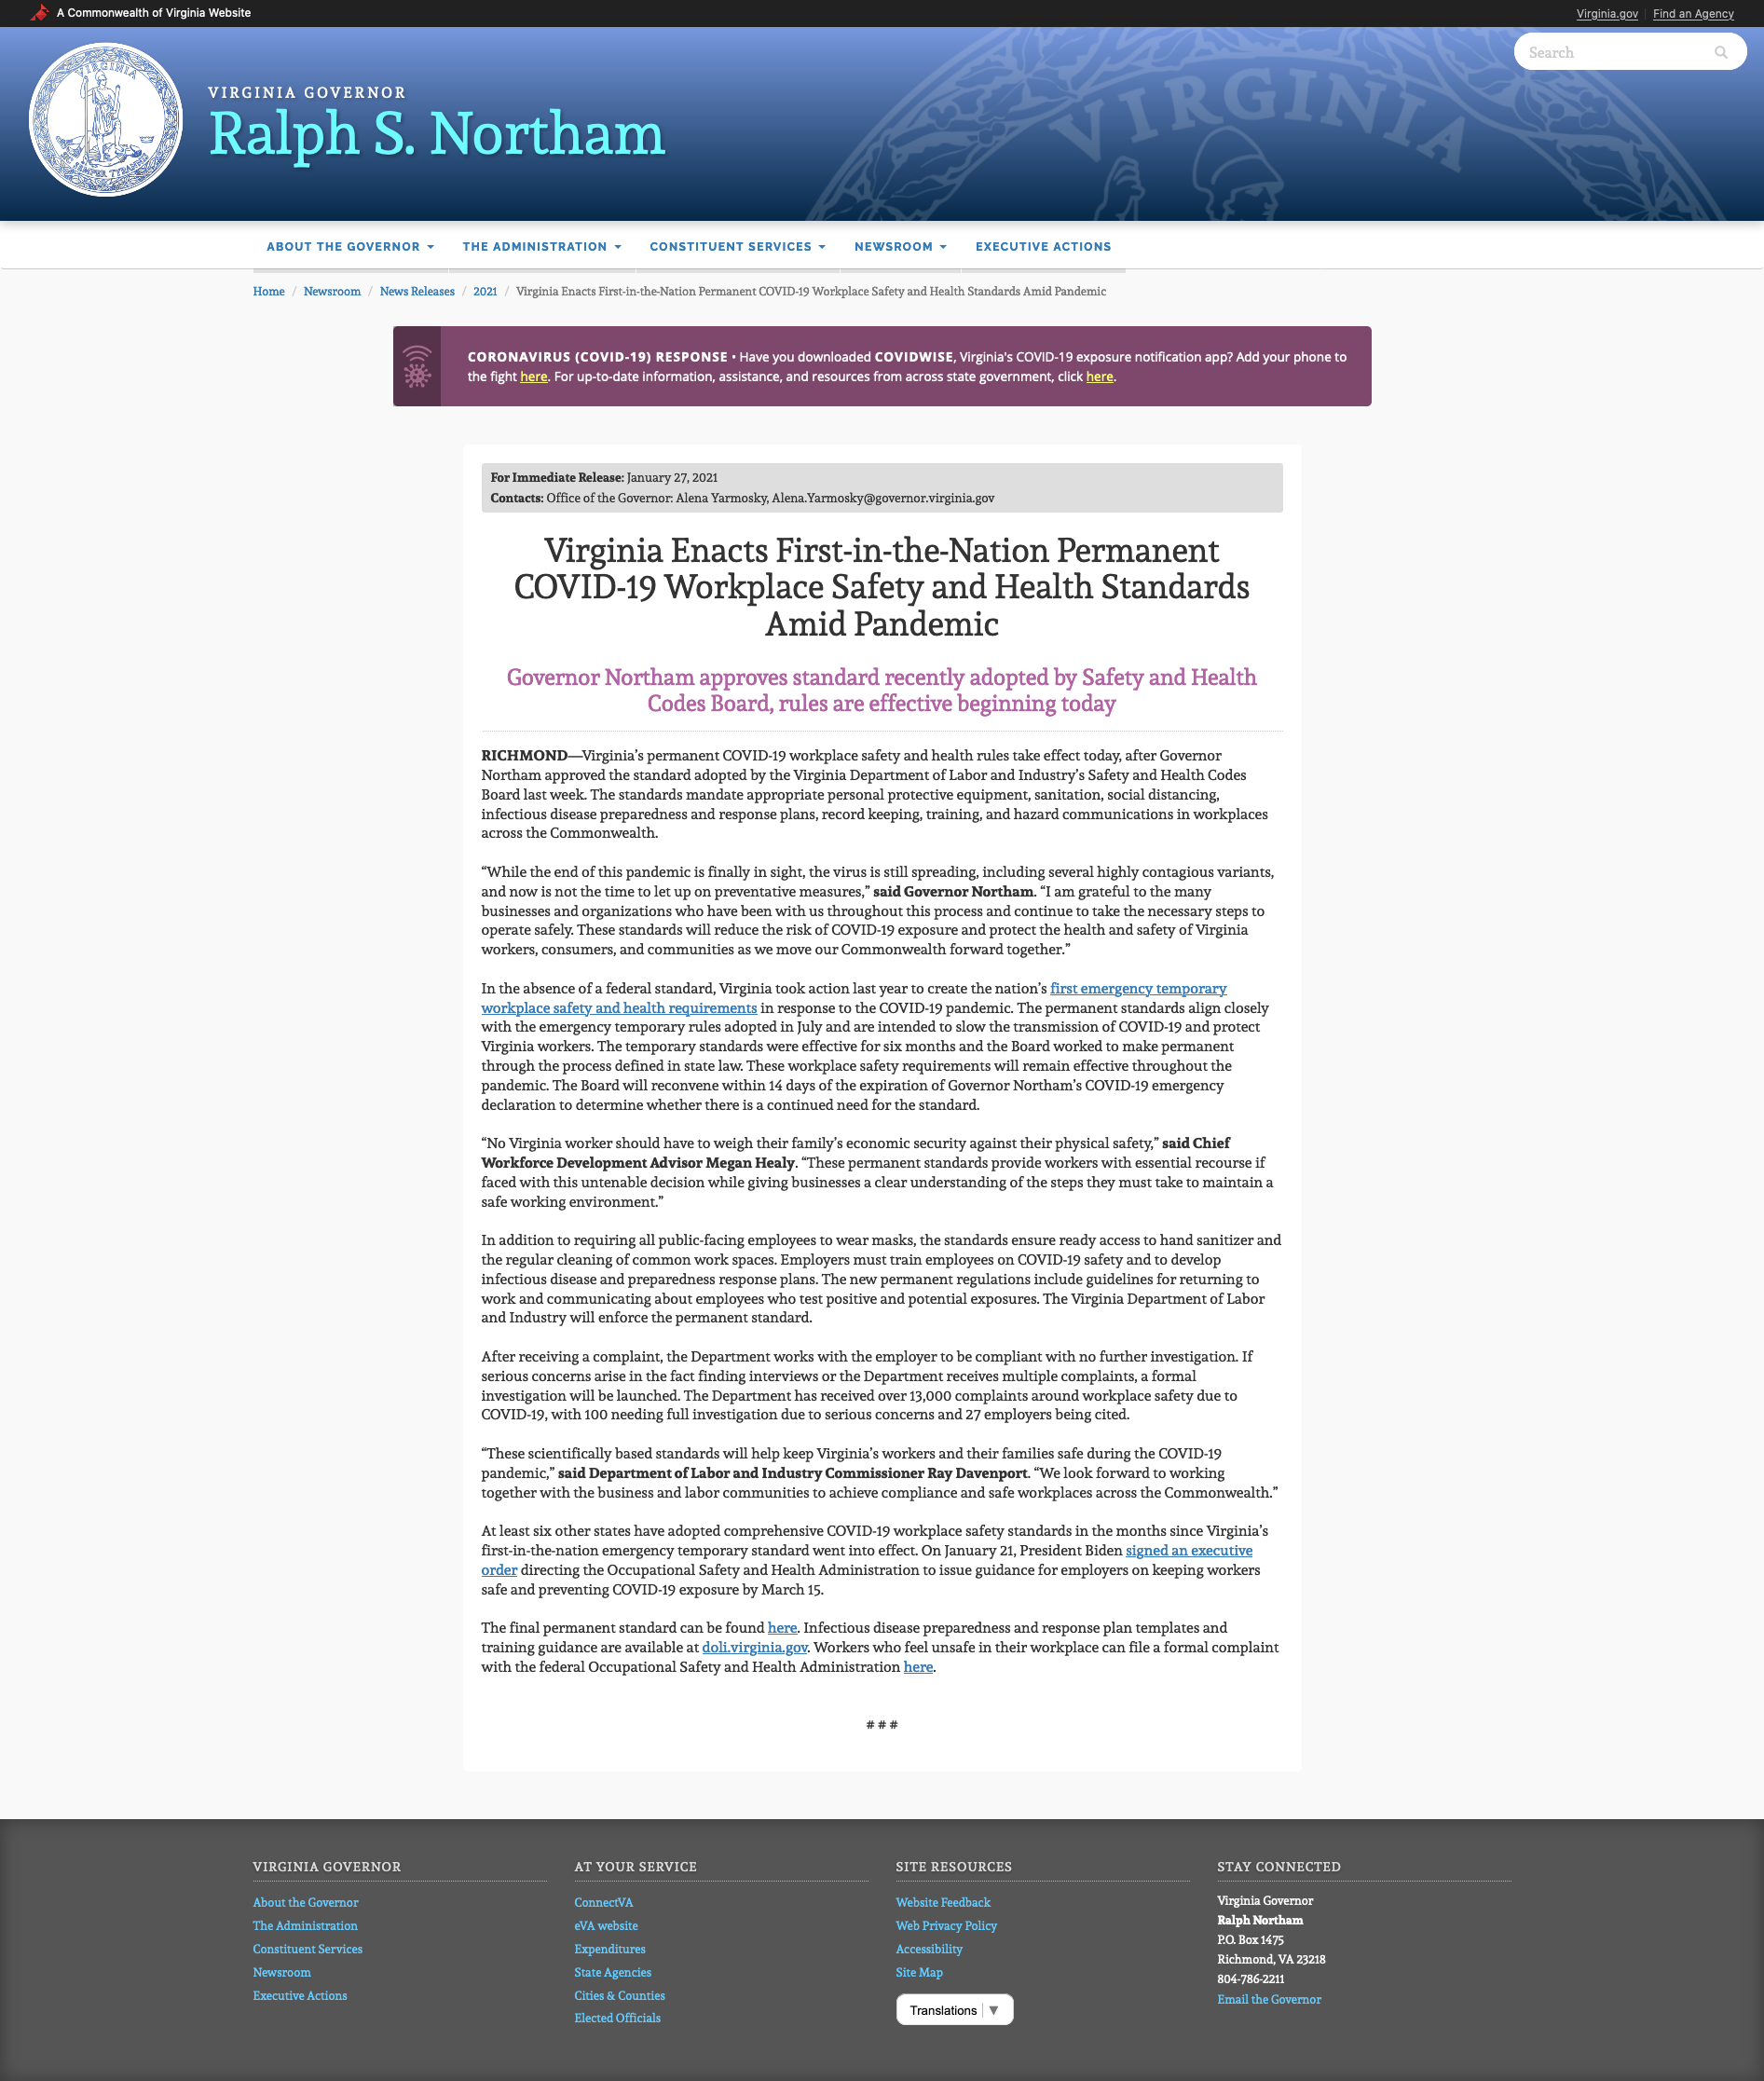 A Commonwealth of Virginia Website
Virginia.gov
Find an Agency
Search
VIRGINIA
SIC SEMPER TYRANNIS
VIRGINIA GOVERNOR
Ralph S. Northam
VIRGINIA
ABOUT THE GOVERNOR
THE ADMINISTRATION
CONSTITUENT SERVICES
NEWSROOM
EXECUTIVE ACTIONS
Home / Newsroom / News Releases / 2021 / Virginia Enacts First-in-the-Nation Permanent COVID-19 Workplace Safety and Health Standards Amid Pandemic
CORONAVIRUS (COVID-19) RESPONSE • Have you downloaded COVIDWISE, Virginia's COVID-19 exposure notification app? Add your phone to
the fight here. For up-to-date information, assistance, and resources from across state government, click here.
For Immediate Release: January 27, 2021
Contacts: Office of the Governor: Alena Yarmosky, Alena.Yarmosky@governor.virginia.gov
Virginia Enacts First-in-the-Nation Permanent
COVID-19 Workplace Safety and Health Standards
Amid Pandemic
Governor Northam approves standard recently adopted by Safety and Health
Codes Board, rules are effective beginning today
RICHMOND—Virginia’s permanent COVID-19 workplace safety and health rules take effect today, after Governor
Northam approved the standard adopted by the Virginia Department of Labor and Industry’s Safety and Health Codes
Board last week. The standards mandate appropriate personal protective equipment, sanitation, social distancing,
infectious disease preparedness and response plans, record keeping, training, and hazard communications in workplaces
across the Commonwealth.
“While the end of this pandemic is finally in sight, the virus is still spreading, including several highly contagious variants,
and now is not the time to let up on preventative measures,” said Governor Northam. “I am grateful to the many
businesses and organizations who have been with us throughout this process and continue to take the necessary steps to
operate safely. These standards will reduce the risk of COVID-19 exposure and protect the health and safety of Virginia
workers, consumers, and communities as we move our Commonwealth forward together.”
In the absence of a federal standard, Virginia took action last year to create the nation’s first emergency temporary
workplace safety and health requirements in response to the COVID-19 pandemic. The permanent standards align closely
with the emergency temporary rules adopted in July and are intended to slow the transmission of COVID-19 and protect
Virginia workers. The temporary standards were effective for six months and the Board worked to make permanent
through the process defined in state law. These workplace safety requirements will remain effective throughout the
pandemic. The Board will reconvene within 14 days of the expiration of Governor Northam’s COVID-19 emergency
declaration to determine whether there is a continued need for the standard.
“No Virginia worker should have to weigh their family’s economic security against their physical safety,” said Chief
Workforce Development Advisor Megan Healy. “These permanent standards provide workers with essential recourse if
faced with this untenable decision while giving businesses a clear understanding of the steps they must take to maintain a
safe working environment.”
In addition to requiring all public-facing employees to wear masks, the standards ensure ready access to hand sanitizer and
the regular cleaning of common work spaces. Employers must train employees on COVID-19 safety and to develop
infectious disease and preparedness response plans. The new permanent regulations include guidelines for returning to
work and communicating about employees who test positive and potential exposures. The Virginia Department of Labor
and Industry will enforce the permanent standard.
After receiving a complaint, the Department works with the employer to be compliant with no further investigation. If
serious concerns arise in the fact finding interviews or the Department receives multiple complaints, a formal
investigation will be launched. The Department has received over 13,000 complaints around workplace safety due to
COVID-19, with 100 needing full investigation due to serious concerns and 27 employers being cited.
“These scientifically based standards will help keep Virginia’s workers and their families safe during the COVID-19
pandemic,” said Department of Labor and Industry Commissioner Ray Davenport. “We look forward to working
together with the business and labor communities to achieve compliance and safe workplaces across the Commonwealth.”
At least six other states have adopted comprehensive COVID-19 workplace safety standards in the months since Virginia’s
first-in-the-nation emergency temporary standard went into effect. On January 21, President Biden signed an executive
order directing the Occupational Safety and Health Administration to issue guidance for employers on keeping workers
safe and preventing COVID-19 exposure by March 15.
The final permanent standard can be found here. Infectious disease preparedness and response plan templates and
training guidance are available at doli.virginia.gov. Workers who feel unsafe in their workplace can file a formal complaint
with the federal Occupational Safety and Health Administration here.
# # #
VIRGINIA GOVERNOR
About the Governor
The Administration
Constituent Services
Newsroom
Executive Actions
AT YOUR SERVICE
ConnectVA
eVA website
Expenditures
State Agencies
Cities & Counties
Elected Officials
SITE RESOURCES
Website Feedback
Web Privacy Policy
Accessibility
Site Map
Translations ▼
STAY CONNECTED
Virginia Governor
Ralph Northam
P.O. Box 1475
Richmond, VA 23218
804-786-2211
Email the Governor